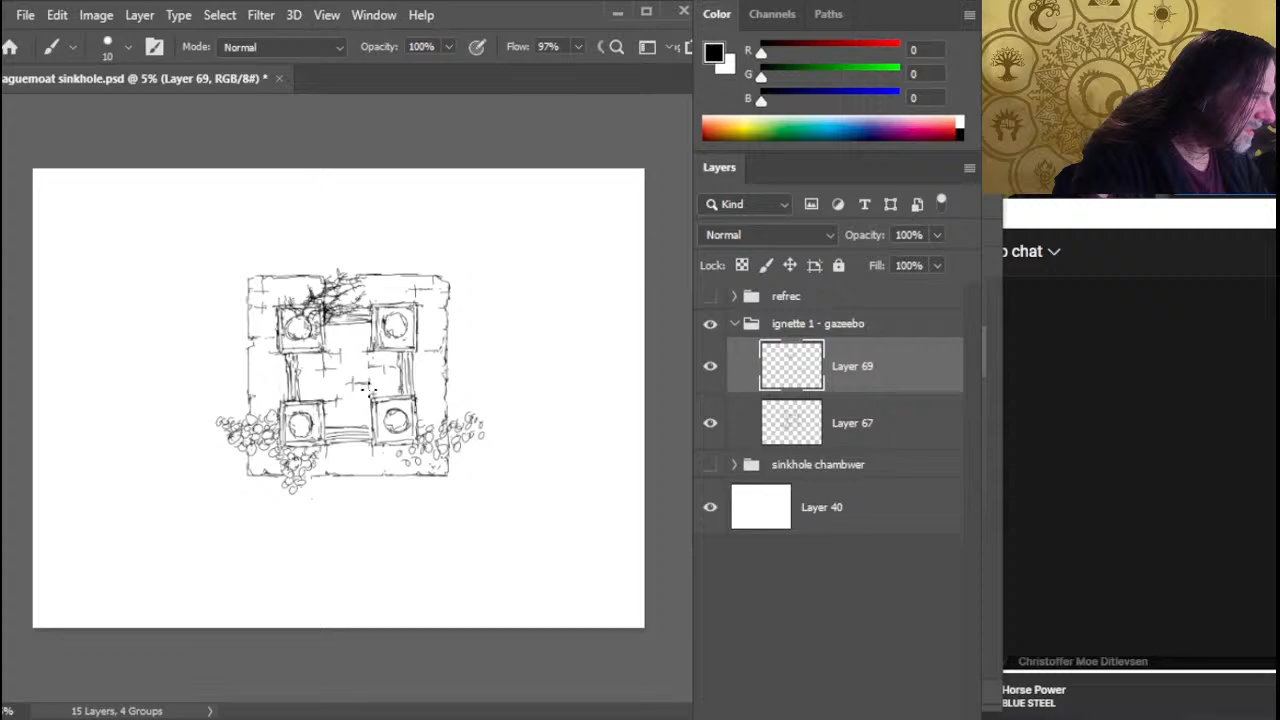 File Edit Image Layer Type Select Filter 3D View Window Help
10 Mode: Normal Opacity: 100% Flow: 97%
aguemoat sinkhole.psd @ 5% (Layer 69, RGB/8#) *
Color Channels Paths
R 0
G 0
B 0
Layers
Kind
Normal Opacity: 100%
Lock: Fill: 100%
refrec
ignette 1 - gazeebo
Layer 69
Layer 67
sinkhole chambwer
Layer 40
chat
Christoffer Moe Ditlevsen
Horse Power
BLUE STEEL
% 15 Layers, 4 Groups